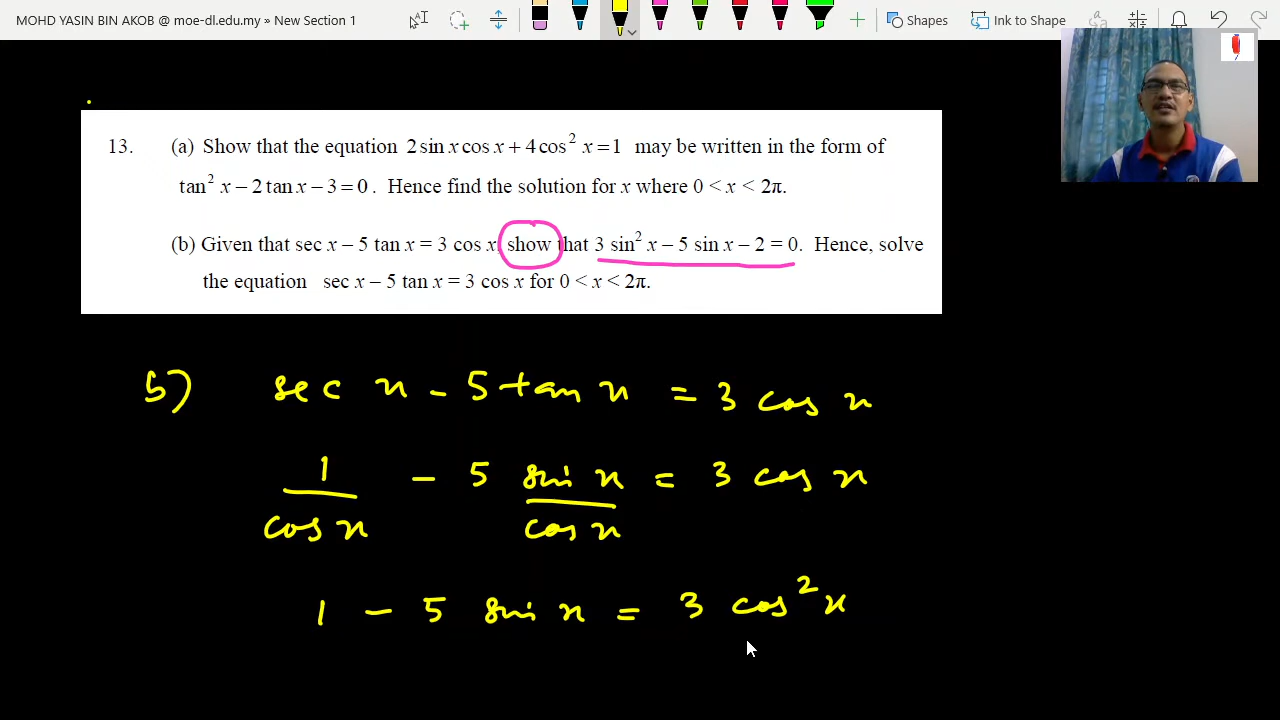 MOHD YASIN BIN AKOB @ moe-dl.edu.my » New Section 1
Shapes Ink to Shape
13. (a) Show that the equation 2 sin x cos x + 4 cos² x = 1 may be written in the form of
tan² x − 2 tan x − 3 = 0. Hence find the solution for x where 0 < x < 2π.
(b) Given that sec x − 5 tan x = 3 cos x, show that 3 sin² x − 5 sin x − 2 = 0. Hence, solve
the equation sec x − 5 tan x = 3 cos x for 0 < x < 2π.
b) sec x − 5 tan x = 3 cos x
1/cos x − 5 sin x/cos x = 3 cos x
1 − 5 sin x = 3 cos² x